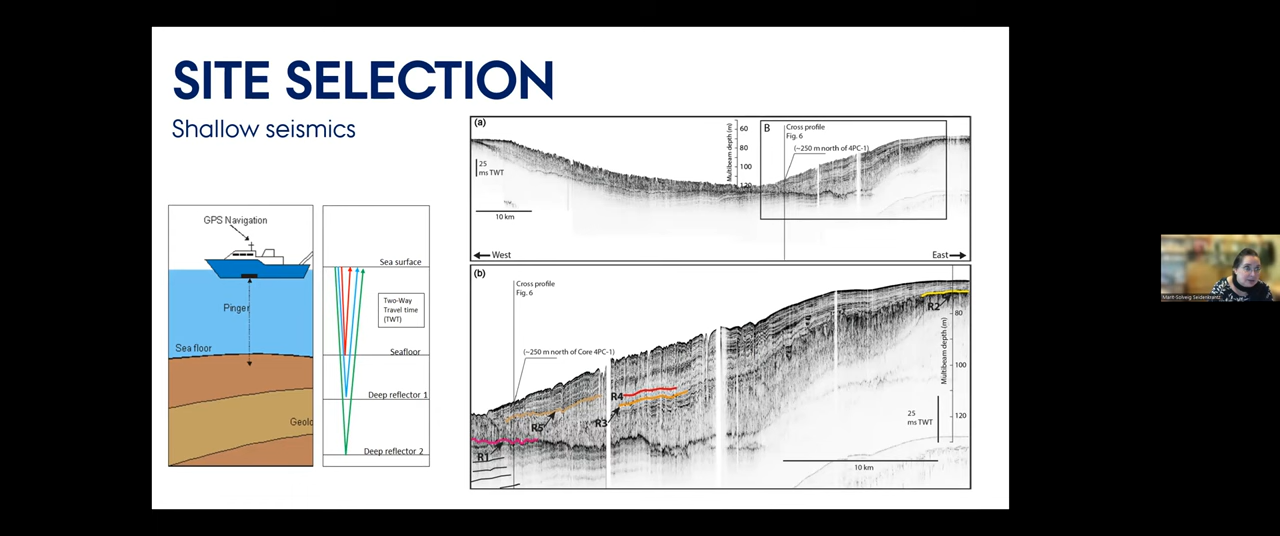 SITE SELECTION
Shallow seismics
GPS Navigation
Pinger
Sea floor
Sea surface
Two-Way
Travel time
(TWT)
Seafloor
Deep reflector 1
Deep reflector 2
(a)
25
ms TWT
10 km
West
Multibeam depth (m)
60
80
100
120
B
Cross profile
Fig. 6
(~250 m north of 4PC-1)
East
(b)
Cross profile
Fig. 6
(~250 m north of Core 4PC-1)
R1
R5
R3
R4
R2
Multibeam depth (m)
80
100
120
25
ms TWT
10 km
Marit-Solveig Seidenkrantz